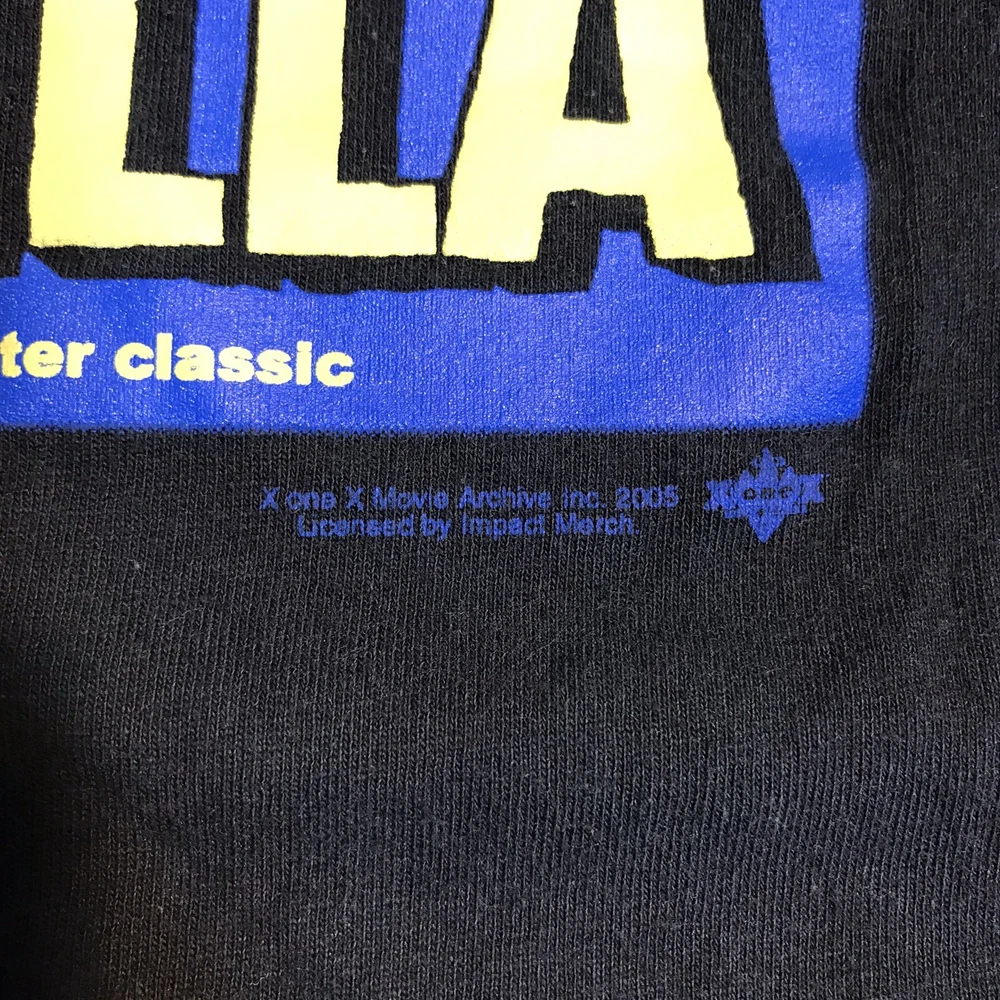 LLA
ter classic
X one X Movie Archive Inc. 2005
Licensed by Impact Merch.